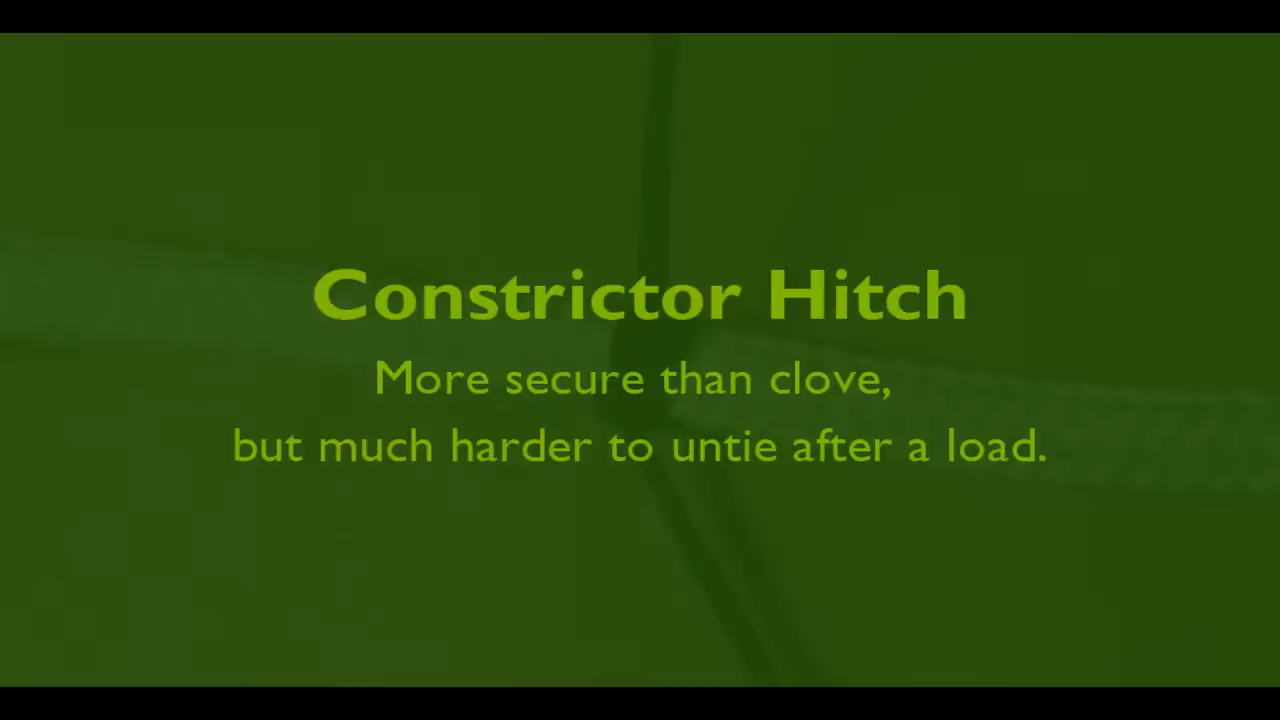 Constrictor Hitch
More secure than clove,
but much harder to untie after a load.